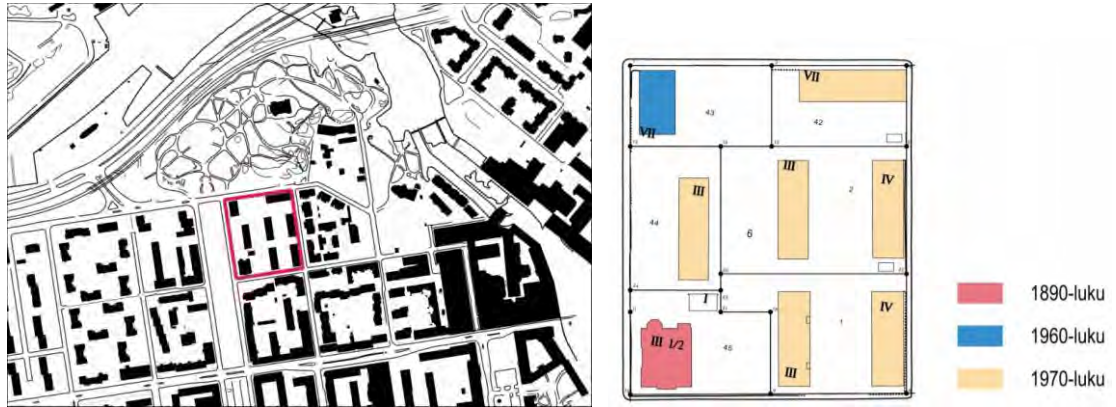 VII
43
42
VII
III
III
IV
2
44
6
I
IV
III 1/2
45
1
III
1890-luku
1960-luku
1970-luku